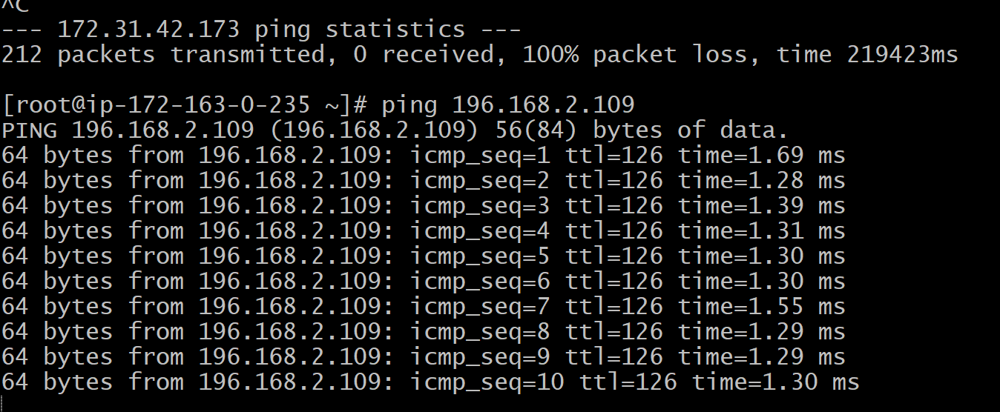 ^C
--- 172.31.42.173 ping statistics ---
212 packets transmitted, 0 received, 100% packet loss, time 219423ms
[root@ip-172-163-0-235 ~]# ping 196.168.2.109
PING 196.168.2.109 (196.168.2.109) 56(84) bytes of data.
64 bytes from 196.168.2.109: icmp_seq=1 ttl=126 time=1.69 ms
64 bytes from 196.168.2.109: icmp_seq=2 ttl=126 time=1.28 ms
64 bytes from 196.168.2.109: icmp_seq=3 ttl=126 time=1.39 ms
64 bytes from 196.168.2.109: icmp_seq=4 ttl=126 time=1.31 ms
64 bytes from 196.168.2.109: icmp_seq=5 ttl=126 time=1.30 ms
64 bytes from 196.168.2.109: icmp_seq=6 ttl=126 time=1.30 ms
64 bytes from 196.168.2.109: icmp_seq=7 ttl=126 time=1.55 ms
64 bytes from 196.168.2.109: icmp_seq=8 ttl=126 time=1.29 ms
64 bytes from 196.168.2.109: icmp_seq=9 ttl=126 time=1.29 ms
64 bytes from 196.168.2.109: icmp_seq=10 ttl=126 time=1.30 ms